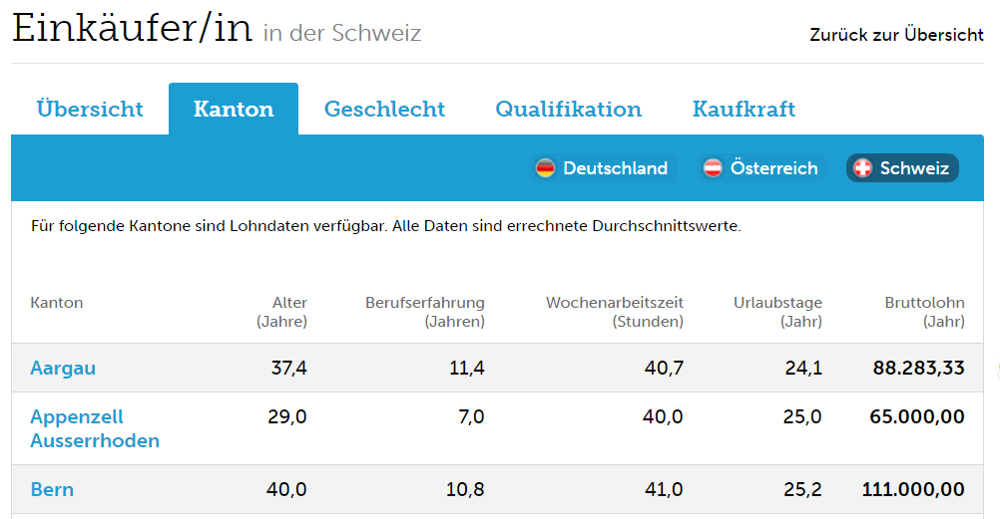 Einkäufer/in in der Schweiz
Zurück zur Übersicht
Übersicht Kanton Geschlecht Qualifikation Kaufkraft
Deutschland Österreich Schweiz
Für folgende Kantone sind Lohndaten verfügbar. Alle Daten sind errechnete Durchschnittswerte.
Kanton Alter Berufserfahrung Wochenarbeitszeit Urlaubstage Bruttolohn
(Jahre) (Jahren) (Stunden) (Jahr) (Jahr)
Aargau 37,4 11,4 40,7 24,1 88.283,33
Appenzell 29,0 7,0 40,0 25,0 65.000,00
Ausserrhoden
Bern 40,0 10,8 41,0 25,2 111.000,00